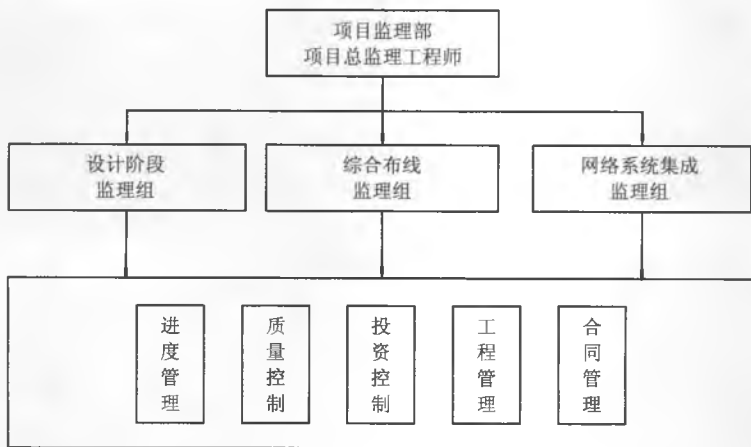 项目监理部
项目总监理工程师
设计阶段
监理组
综合布线
监理组
网络系统集成
监理组
进度管理
质量控制
投资控制
工程管理
合同管理